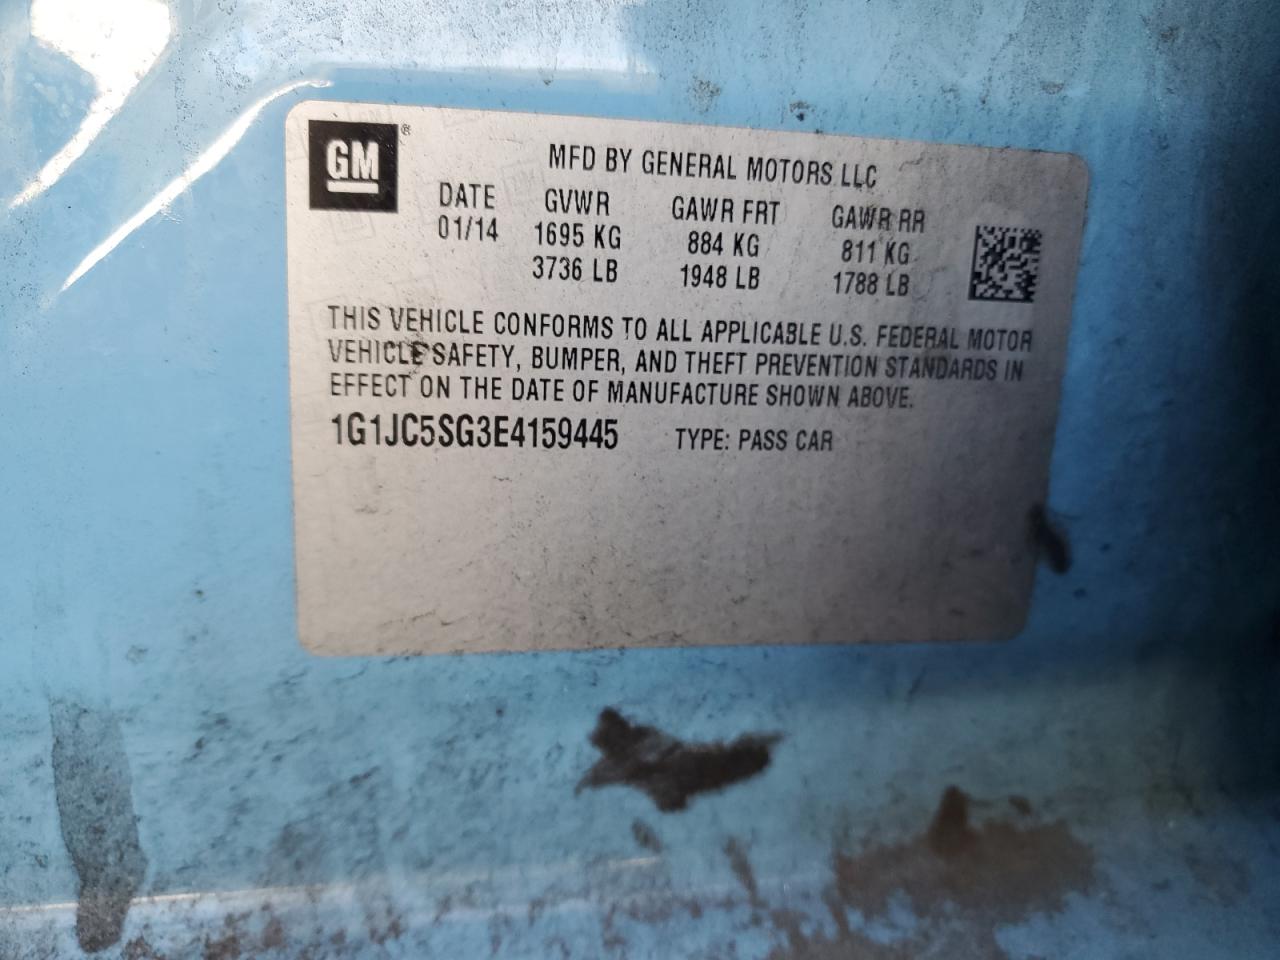 GM®
MFD BY GENERAL MOTORS LLC
DATE GVWR GAWR FRT GAWR RR
01/14 1695 KG 884 KG 811 KG
3736 LB 1948 LB 1788 LB
THIS VEHICLE CONFORMS TO ALL APPLICABLE U.S. FEDERAL MOTOR
VEHICLE SAFETY, BUMPER, AND THEFT PREVENTION STANDARDS IN
EFFECT ON THE DATE OF MANUFACTURE SHOWN ABOVE.
1G1JC5SG3E4159445 TYPE: PASS CAR